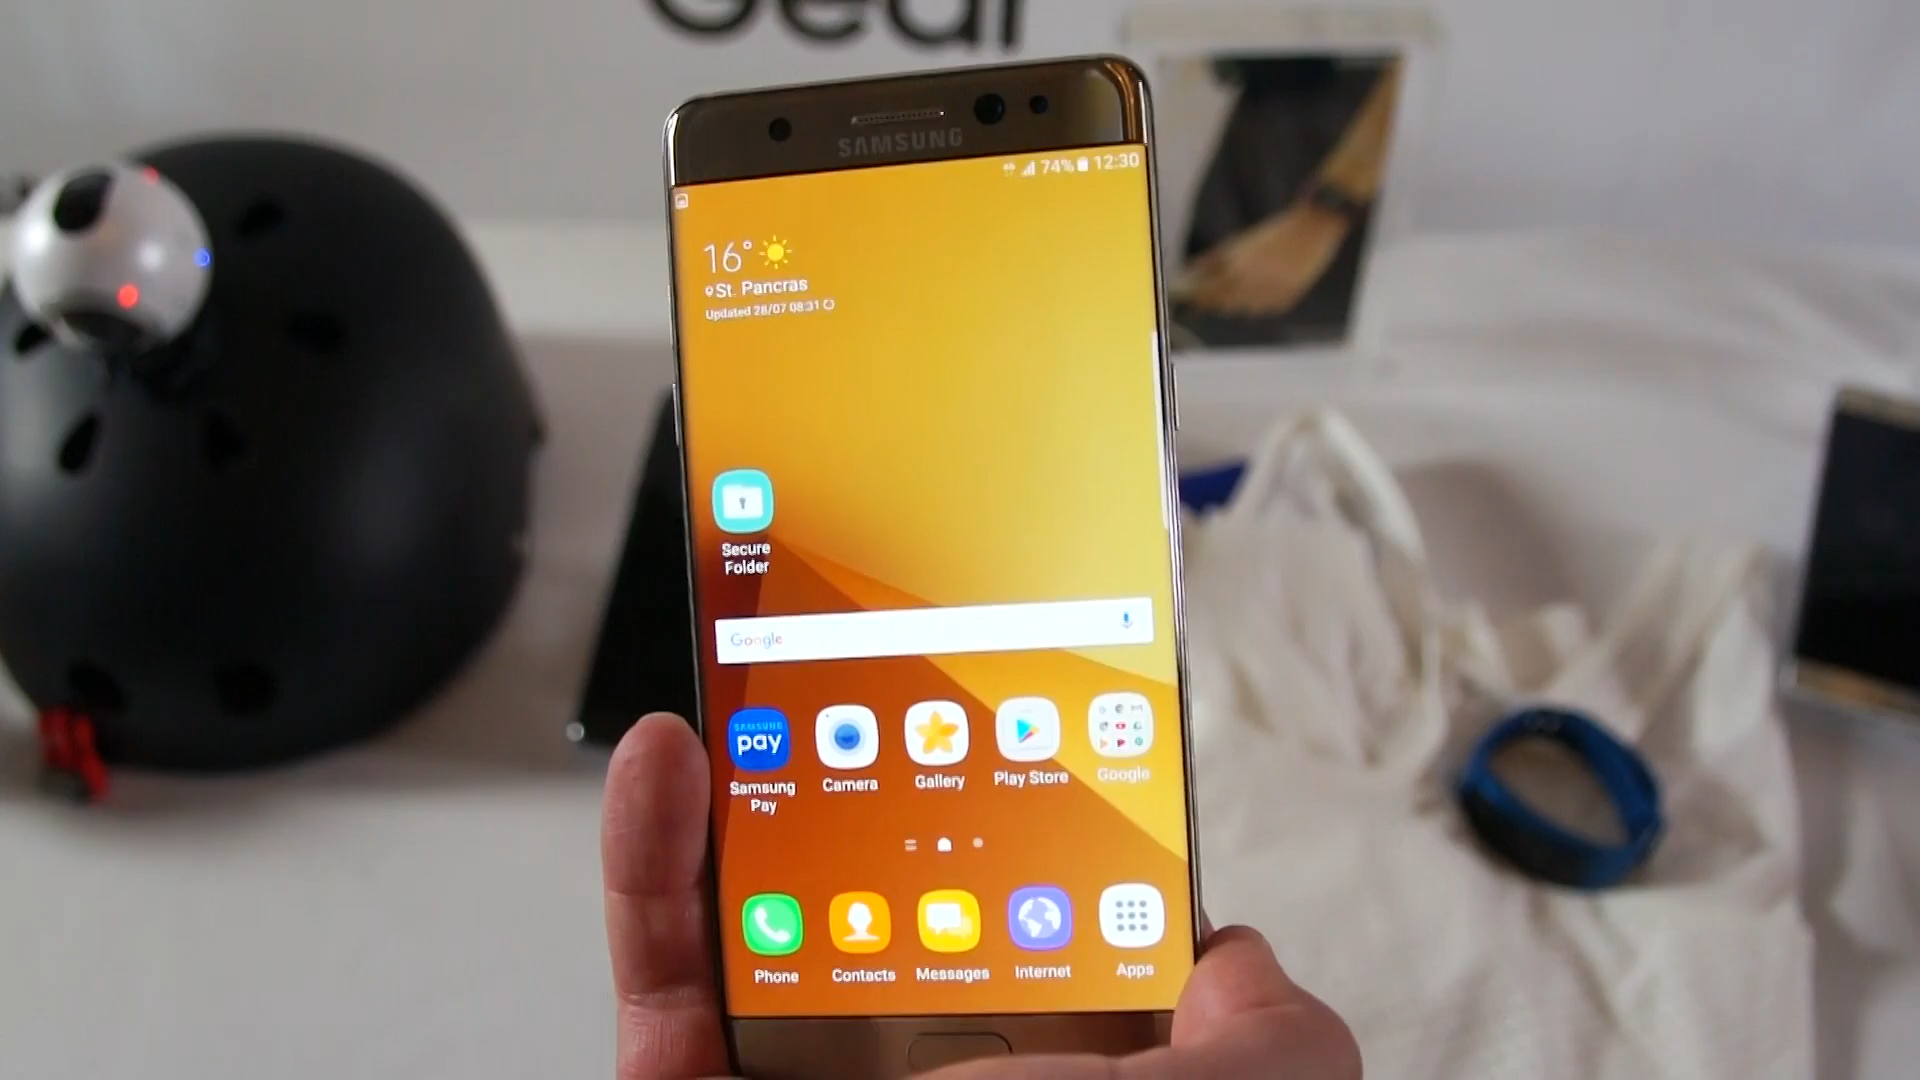 Gear
SAMSUNG
74% 12:30
16°
St. Pancras
Updated 28/07 08:31
Secure
Folder
Google
SAMSUNG
pay
Samsung
Pay
Camera
Gallery
Play Store
Google
Phone
Contacts
Messages
Internet
Apps